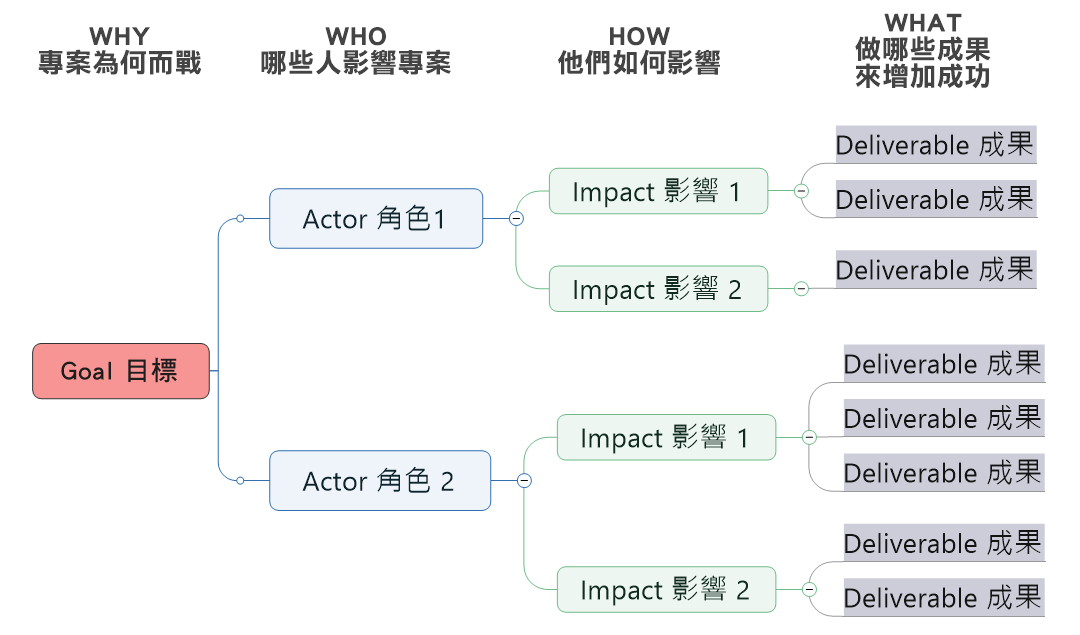 WHY
專案為何而戰
WHO
哪些人影響專案
HOW
他們如何影響
WHAT
做哪些成果
來增加成功
Goal 目標
Actor 角色1
Impact 影響 1
Deliverable 成果
Deliverable 成果
Impact 影響 2
Deliverable 成果
Actor 角色 2
Impact 影響 1
Deliverable 成果
Deliverable 成果
Deliverable 成果
Impact 影響 2
Deliverable 成果
Deliverable 成果